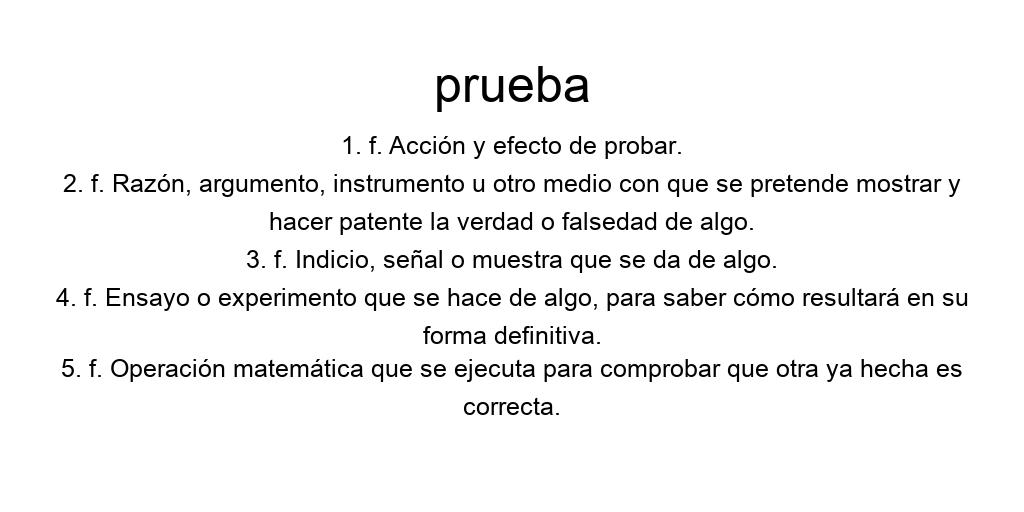 prueba
1. f. Acción y efecto de probar.
2. f. Razón, argumento, instrumento u otro medio con que se pretende mostrar y
hacer patente la verdad o falsedad de algo.
3. f. Indicio, señal o muestra que se da de algo.
4. f. Ensayo o experimento que se hace de algo, para saber cómo resultará en su
forma definitiva.
5. f. Operación matemática que se ejecuta para comprobar que otra ya hecha es
correcta.